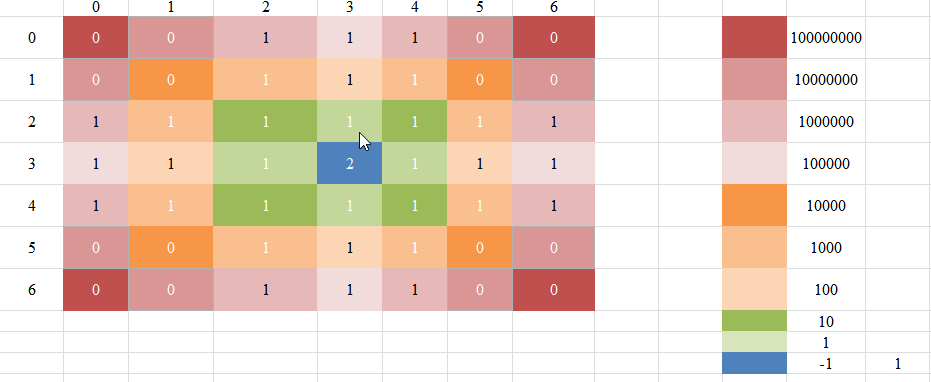 0 1 2 3 4 5 6
0 0 0 1 1 1 0 0 100000000
1 0 0 1 1 1 0 0 10000000
2 1 1 1 1 1 1 1 1000000
3 1 1 1 2 1 1 1 100000
4 1 1 1 1 1 1 1 10000
5 0 0 1 1 1 0 0 1000
6 0 0 1 1 1 0 0 100
10
1
-1 1